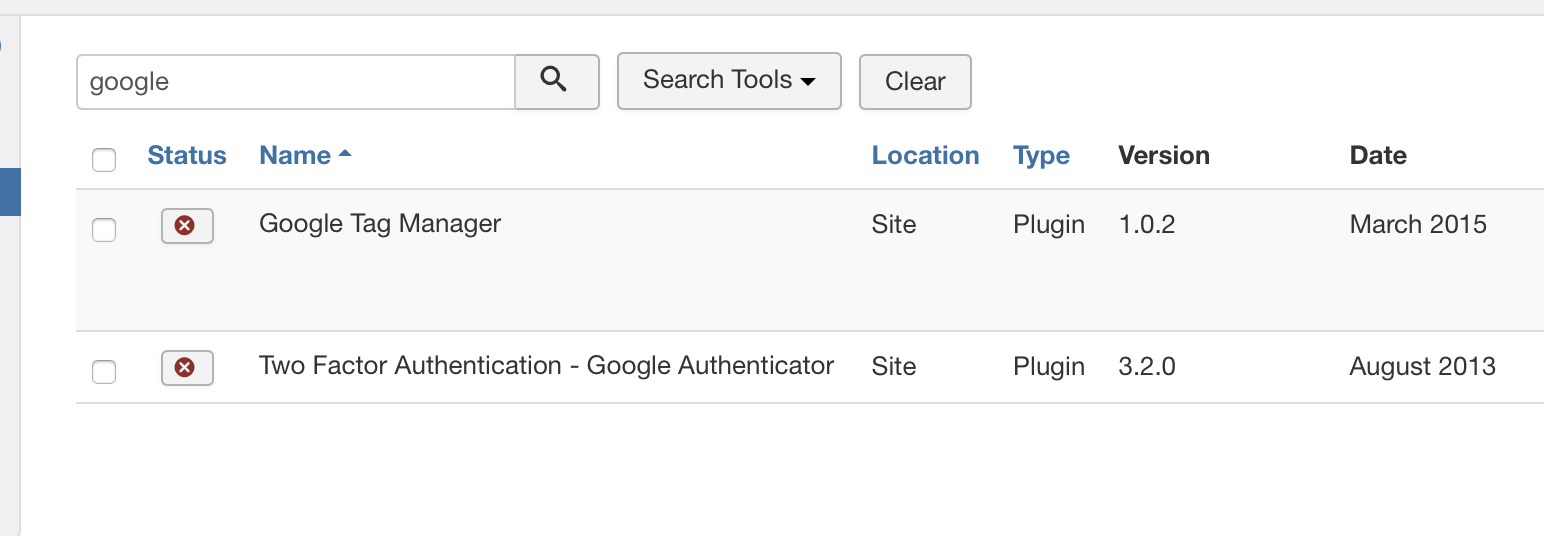 google Search Tools Clear
Status Name Location Type Version Date
Google Tag Manager Site Plugin 1.0.2 March 2015
Two Factor Authentication - Google Authenticator Site Plugin 3.2.0 August 2013